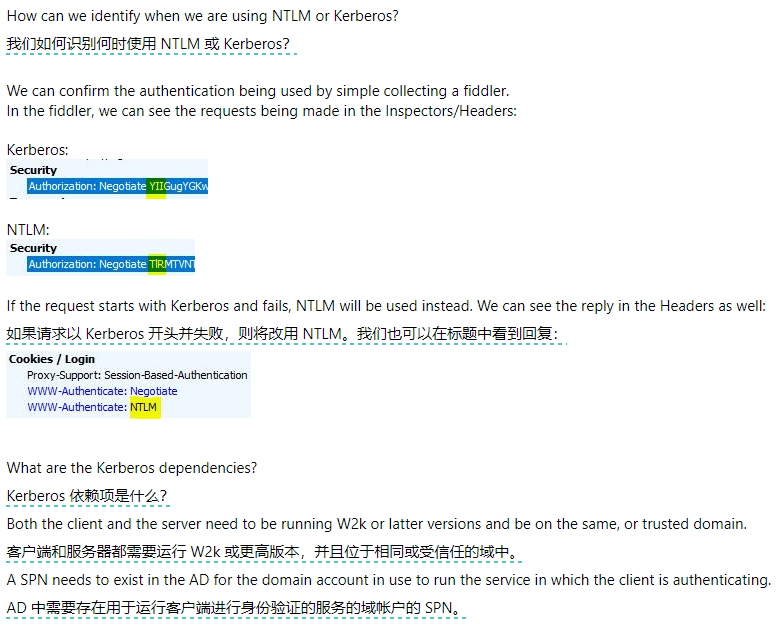 How can we identify when we are using NTLM or Kerberos?
我们如何识别何时使用 NTLM 或 Kerberos？
We can confirm the authentication being used by simple collecting a fiddler.
In the fiddler, we can see the requests being made in the Inspectors/Headers:
Kerberos:
Security
Authorization: Negotiate YIIGugYGKw
NTLM:
Security
Authorization: Negotiate TlRMTVNT
If the request starts with Kerberos and fails, NTLM will be used instead. We can see the reply in the Headers as well:
如果请求以 Kerberos 开头并失败，则将改用 NTLM。我们也可以在标题中看到回复：
Cookies / Login
Proxy-Support: Session-Based-Authentication
WWW-Authenticate: Negotiate
WWW-Authenticate: NTLM
What are the Kerberos dependencies?
Kerberos 依赖项是什么？
Both the client and the server need to be running W2k or latter versions and be on the same, or trusted domain.
客户端和服务器都需要运行 W2k 或更高版本，并且位于相同或受信任的域中。
A SPN needs to exist in the AD for the domain account in use to run the service in which the client is authenticating.
AD 中需要存在用于运行客户端进行身份验证的服务的域帐户的 SPN。